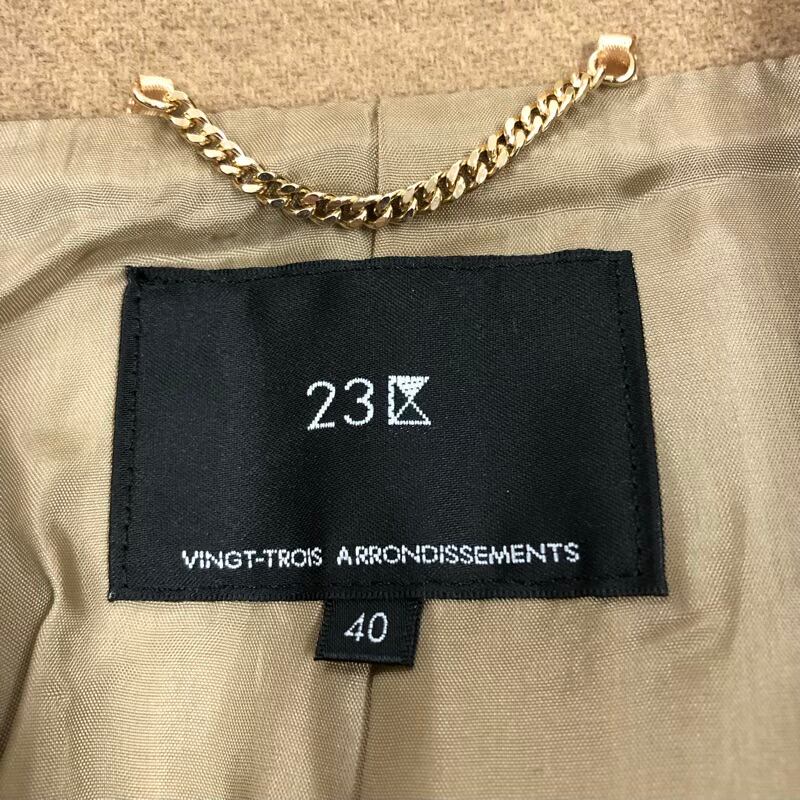 23区
VINGT-TROIS ARRONDISSEMENTS
40